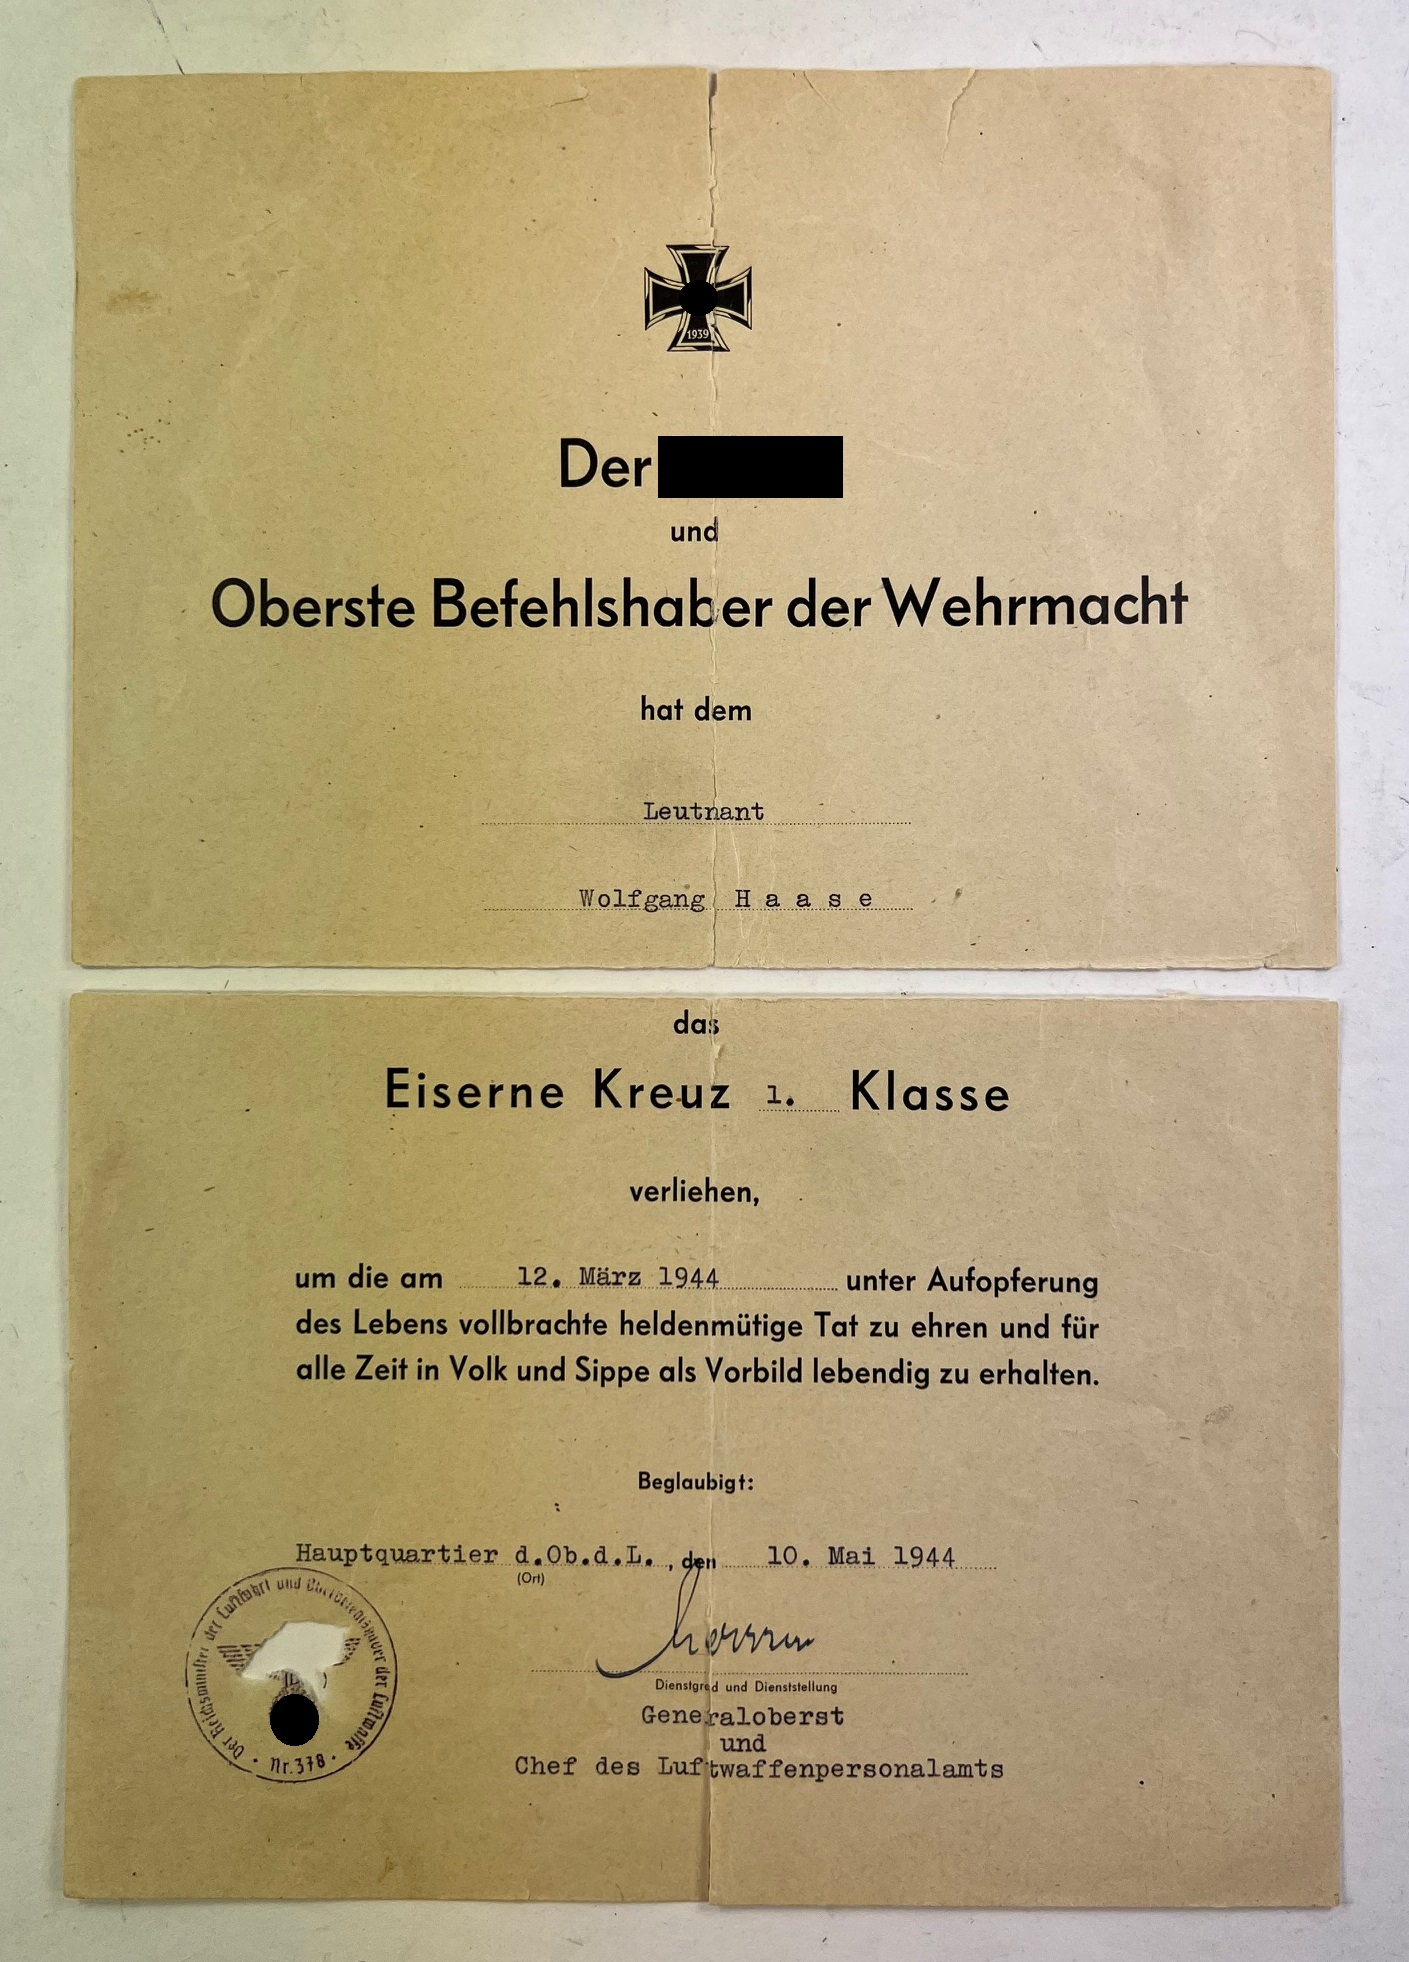 1939
Der
und
Oberste Befehlshaber der Wehrmacht
hat dem
Leutnant
Wolfgang H a a s e
das
Eiserne Kreuz 1. Klasse
verliehen,
um die am 12. März 1944 unter Aufopferung
des Lebens vollbrachte heldenmütige Tat zu ehren und für
alle Zeit in Volk und Sippe als Vorbild lebendig zu erhalten.
Beglaubigt:
Hauptquartier d.Ob.d.L. , den 10. Mai 1944
(Ort)
Der Reichsminister der Luftfahrt und Oberbefehlshaber der Luftwaffe
Nr. 378
Dienstgrad und Dienststellung
Generaloberst
und
Chef des Luftwaffenpersonalamts